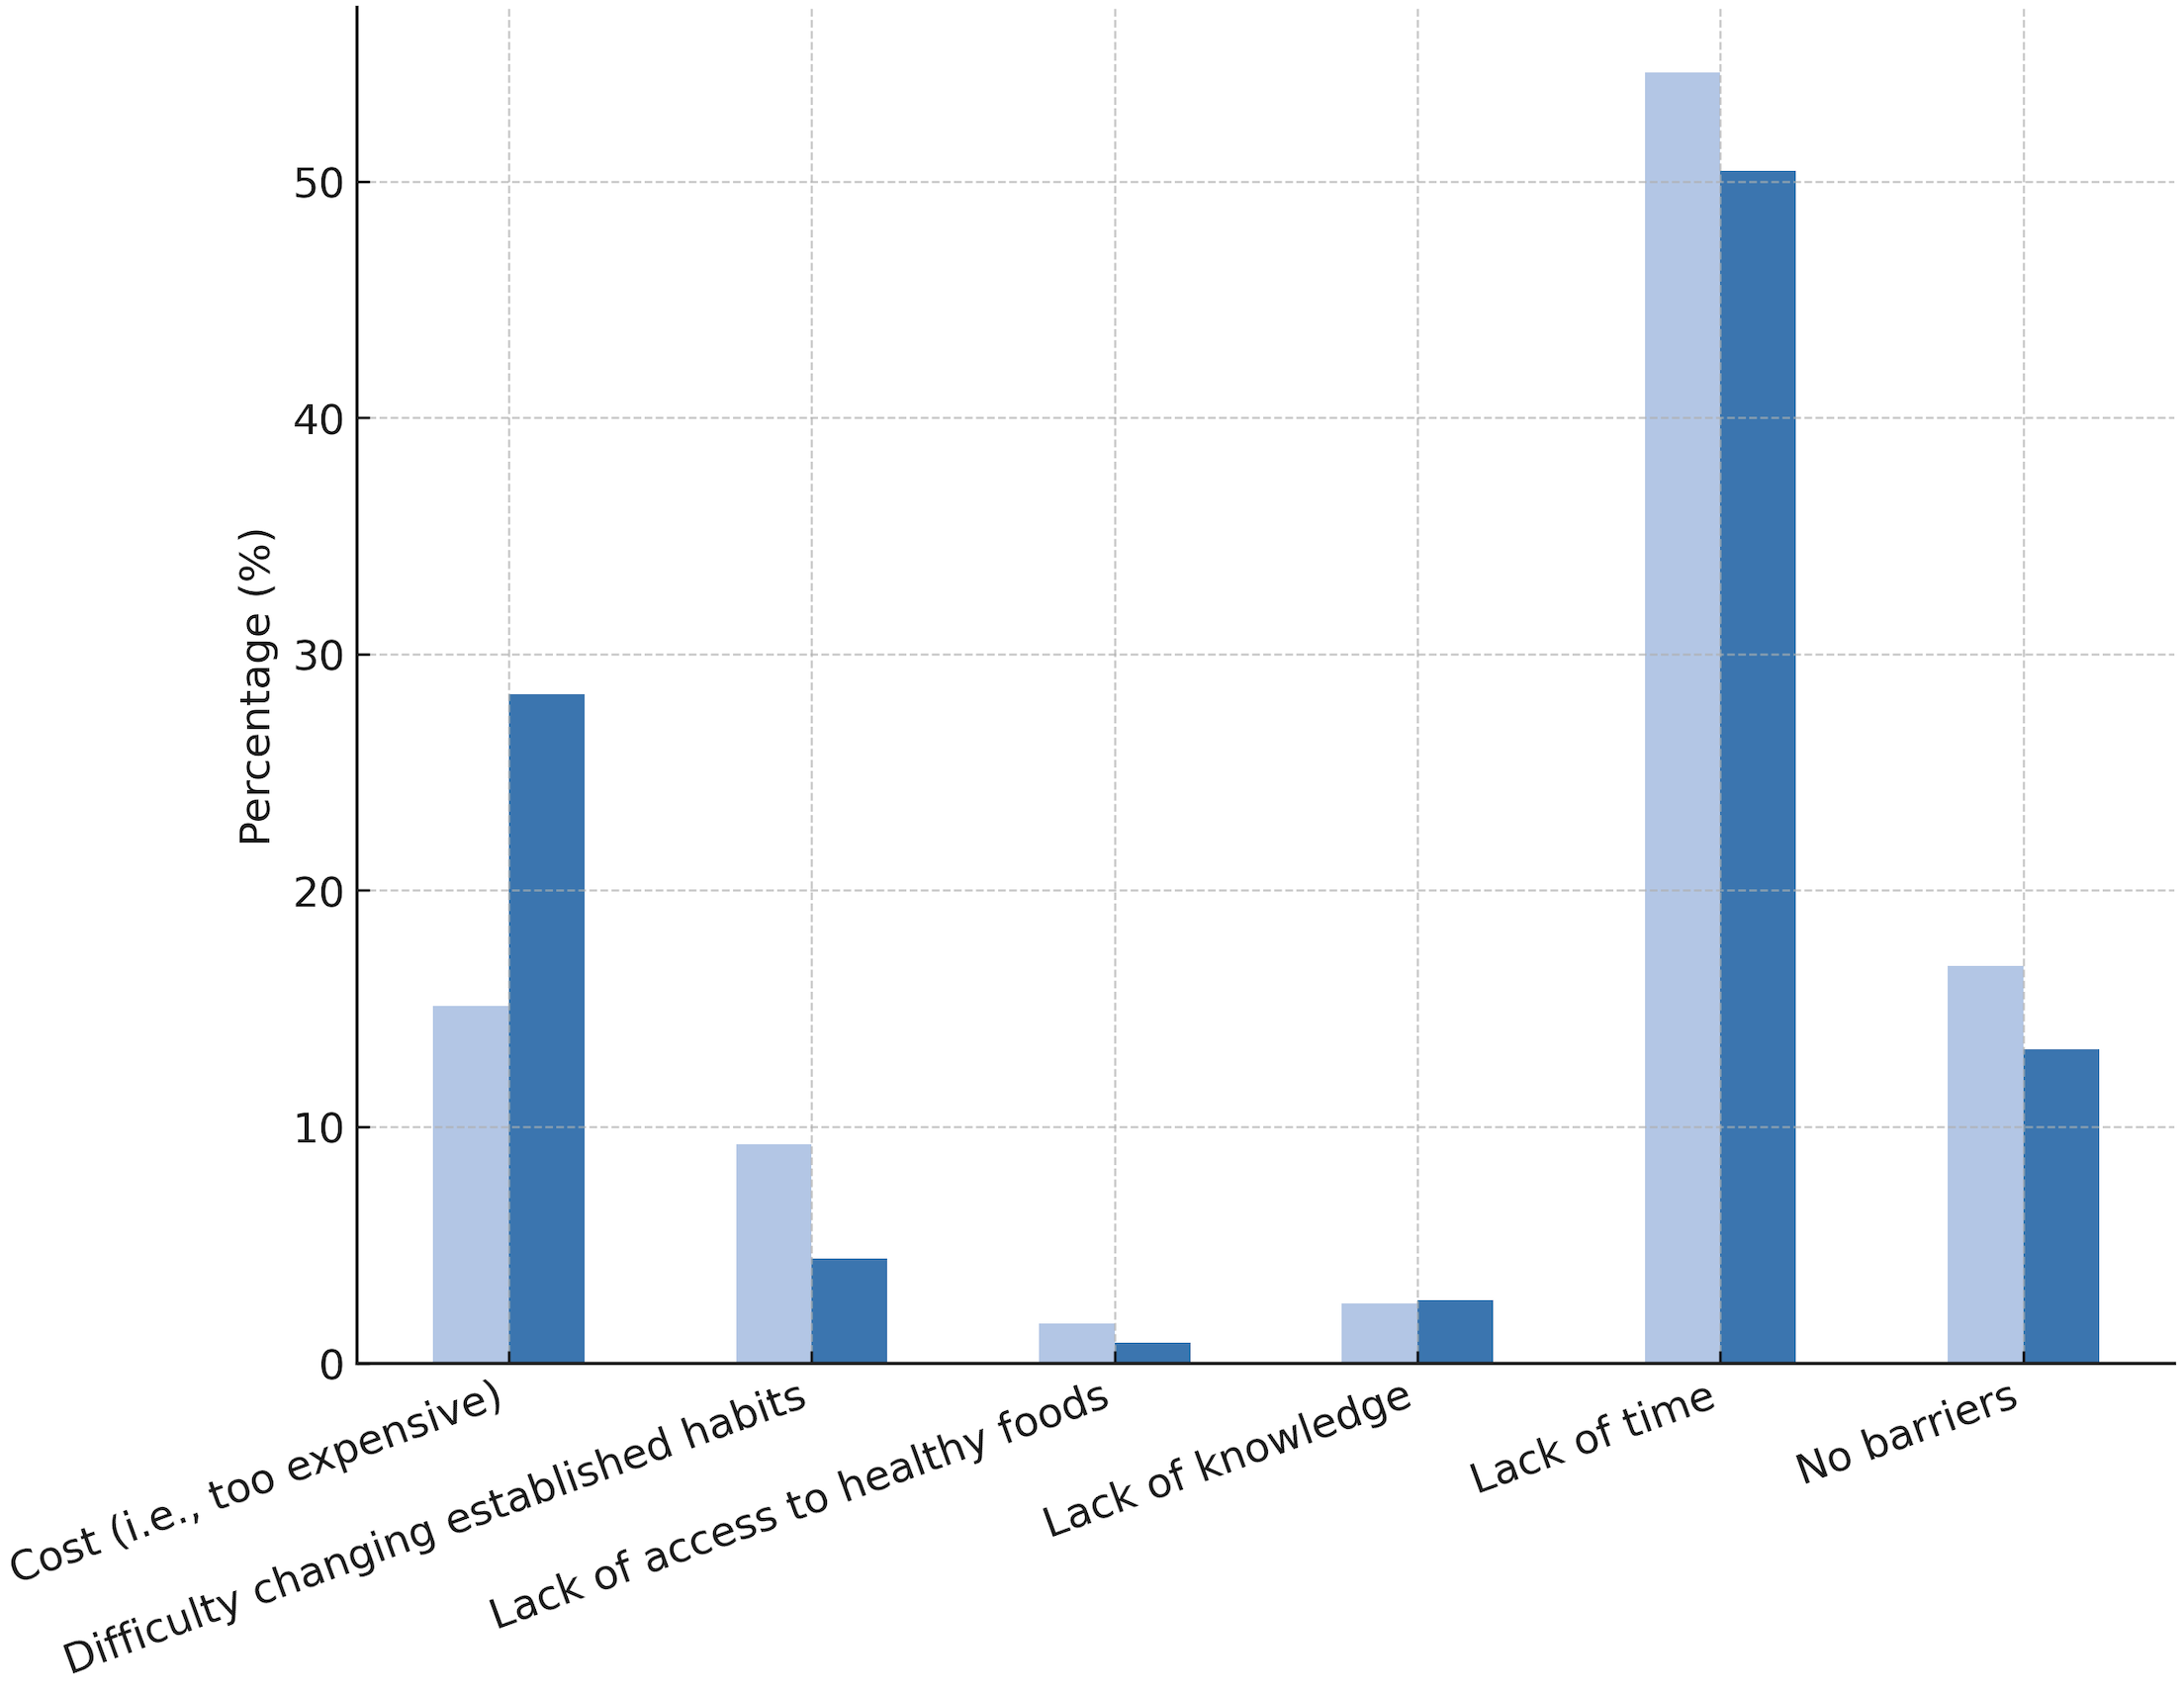 Percentage (%)
50
40
30
20
10
0
Cost (i.e., too expensive)
Difficulty changing established habits
Lack of access to healthy foods
Lack of knowledge
Lack of time
No barriers